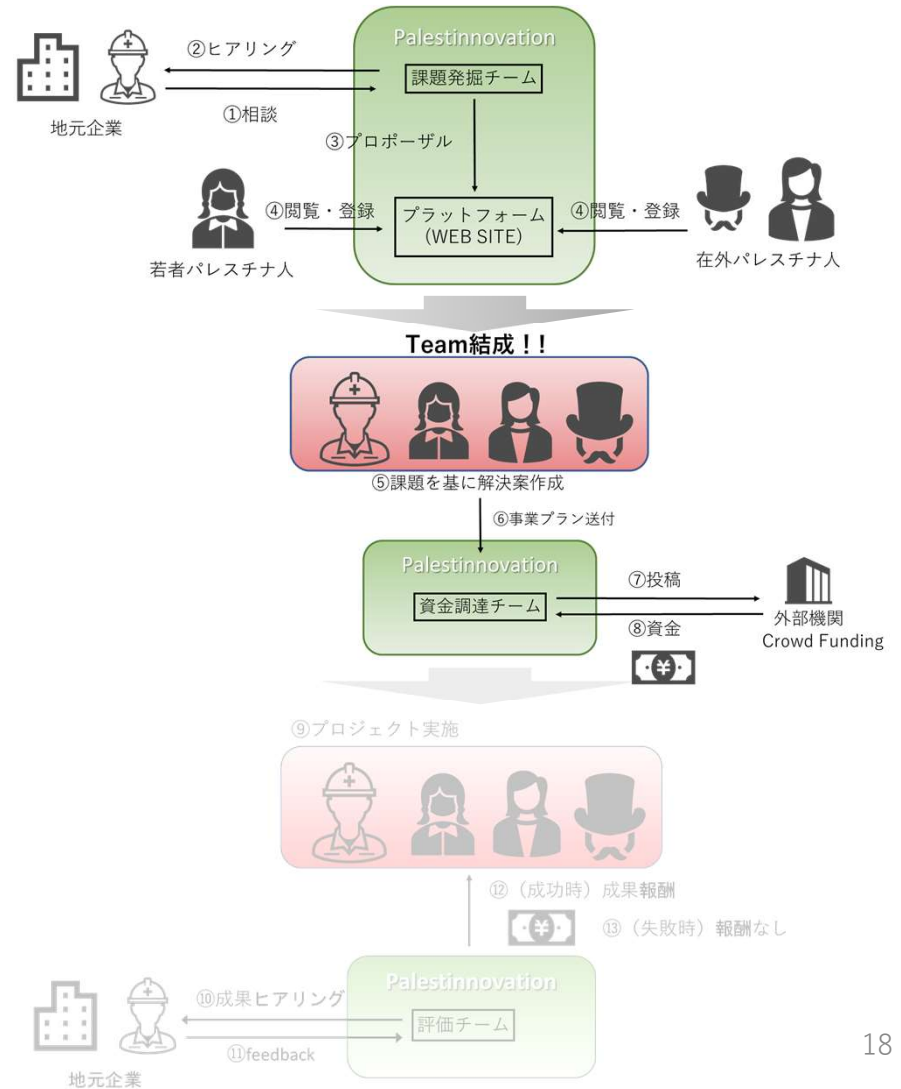 Palestinnovation
②ヒアリング
課題発掘チーム
①相談
地元企業
③プロポーザル
④閲覧・登録
プラットフォーム
（WEB SITE）
④閲覧・登録
若者パレスチナ人
在外パレスチナ人
Team結成！！
⑤課題を基に解決案作成
⑥事業プラン送付
Palestinnovation
資金調達チーム
⑦投稿
⑧資金
外部機関
Crowd Funding
⑨プロジェクト実施
⑫（成功時）成果報酬
⑬（失敗時）報酬なし
Palestinnovation
⑩成果ヒアリング
評価チーム
⑪feedback
地元企業
18